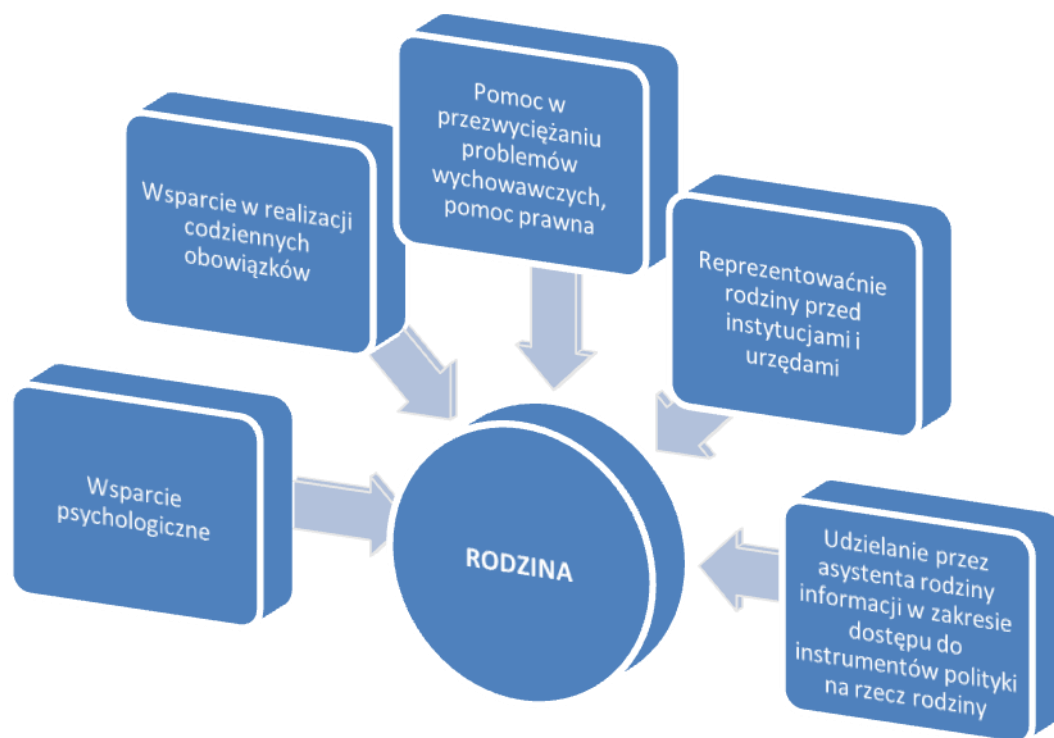 Pomoc w
przezwyciężaniu
problemów
wychowawczych,
pomoc prawna
Wsparcie w realizacji
codziennych
obowiązków
Reprezentowaćnie
rodziny przed
instytucjami i
urzędami
Wsparcie
psychologiczne
RODZINA
Udzielanie przez
asystenta rodziny
informacji w zakresie
dostępu do
instrumentów polityki
na rzecz rodziny